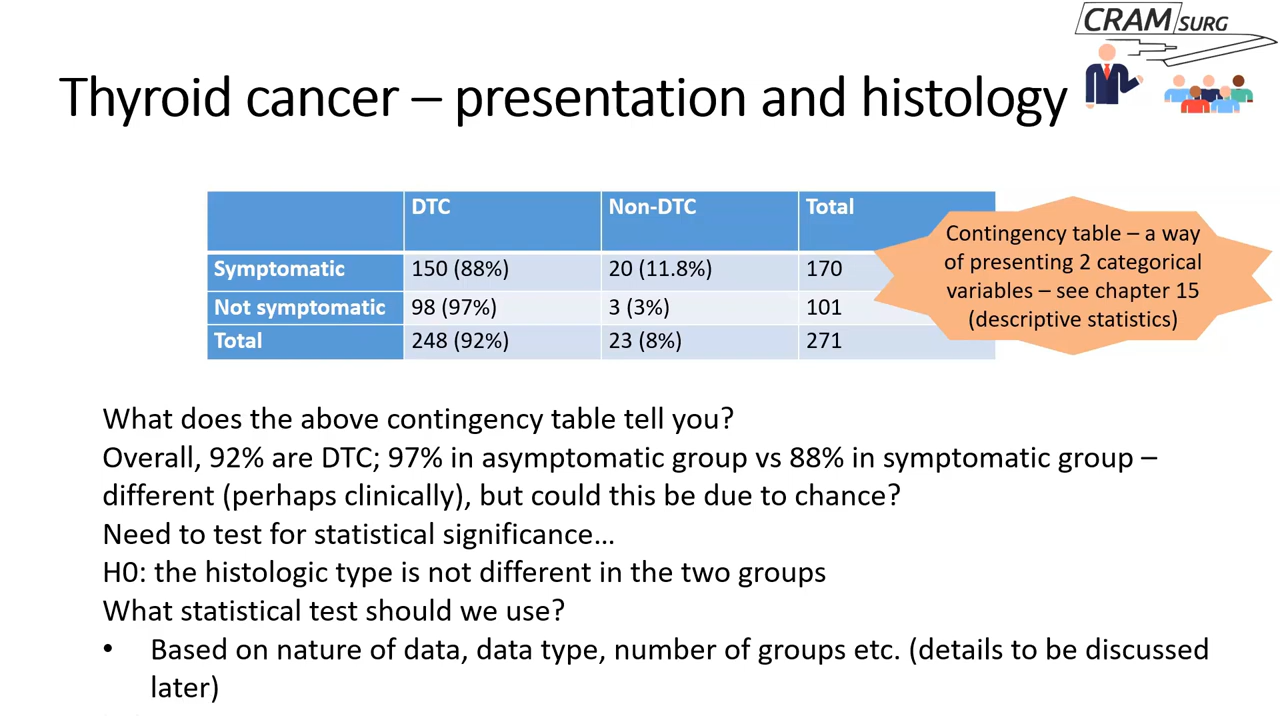 CRAM SURG
Thyroid cancer – presentation and histology
DTC Non-DTC Total
Symptomatic 150 (88%) 20 (11.8%) 170
Not symptomatic 98 (97%) 3 (3%) 101
Total 248 (92%) 23 (8%) 271
Contingency table – a way
of presenting 2 categorical
variables – see chapter 15
(descriptive statistics)
What does the above contingency table tell you?
Overall, 92% are DTC; 97% in asymptomatic group vs 88% in symptomatic group –
different (perhaps clinically), but could this be due to chance?
Need to test for statistical significance…
H0: the histologic type is not different in the two groups
What statistical test should we use?
• Based on nature of data, data type, number of groups etc. (details to be discussed
later)